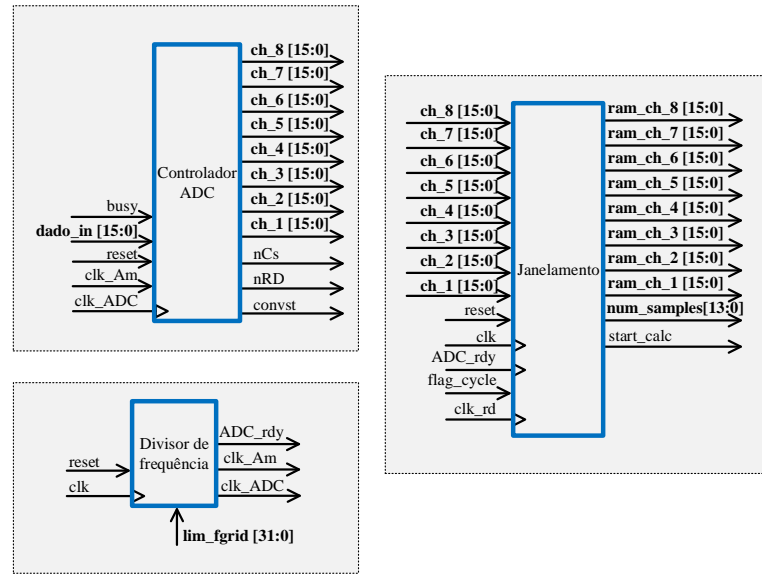 ch_8 [15:0]
ch_7 [15:0]
ch_6 [15:0]
ch_5 [15:0]
ch_4 [15:0]
ch_3 [15:0]
ch_2 [15:0]
ch_1 [15:0]
Controlador
ADC
busy
dado_in [15:0]
reset
clk_Am
clk_ADC
nCs
nRD
convst
ch_8 [15:0]
ch_7 [15:0]
ch_6 [15:0]
ch_5 [15:0]
ch_4 [15:0]
ch_3 [15:0]
ch_2 [15:0]
ch_1 [15:0]
reset
clk
ADC_rdy
flag_cycle
clk_rd
Janelamento
ram_ch_8 [15:0]
ram_ch_7 [15:0]
ram_ch_6 [15:0]
ram_ch_5 [15:0]
ram_ch_4 [15:0]
ram_ch_3 [15:0]
ram_ch_2 [15:0]
ram_ch_1 [15:0]
num_samples[13:0]
start_calc
Divisor de
frequência
reset
clk
ADC_rdy
clk_Am
clk_ADC
lim_fgrid [31:0]